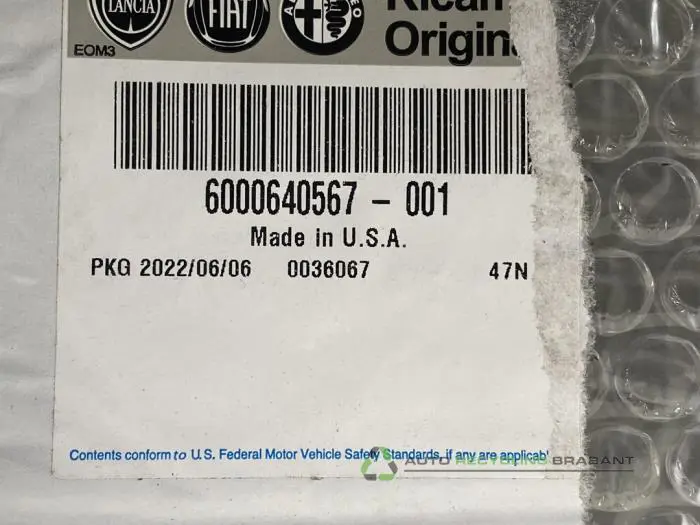 LANCIA
FIAT
EOM3
Origin
6000640567 - 001
Made in U.S.A.
PKG 2022/06/06 0036067 47N
Contents conform to U.S. Federal Motor Vehicle Safety Standards, if any are applicab
AUTO RECYCLING BRABANT